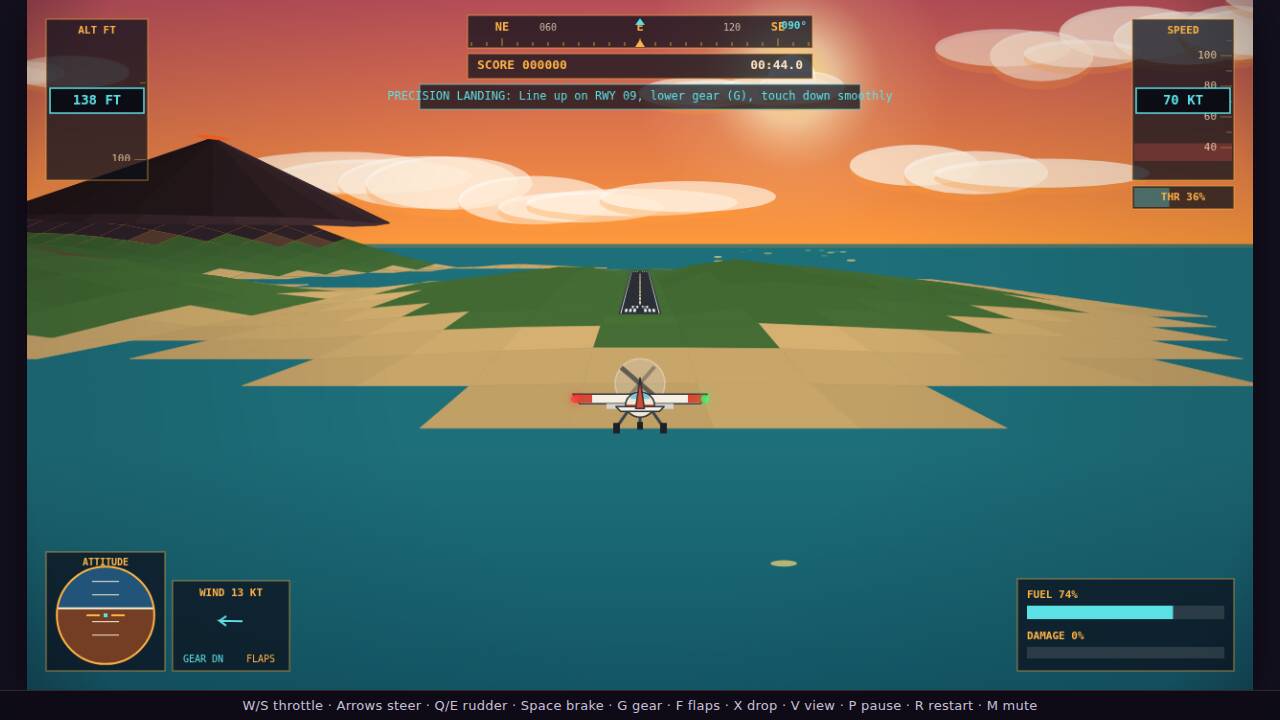 ALT FT
138 FT
100
NE 060 E 120 SE 090°
SCORE 000000 00:44.0
PRECISION LANDING: Line up on RWY 09, lower gear (G), touch down smoothly
SPEED
100
80
70 KT
60
40
THR 36%
ATTITUDE
WIND 13 KT
GEAR DN FLAPS
FUEL 74%
DAMAGE 0%
W/S throttle · Arrows steer · Q/E rudder · Space brake · G gear · F flaps · X drop · V view · P pause · R restart · M mute